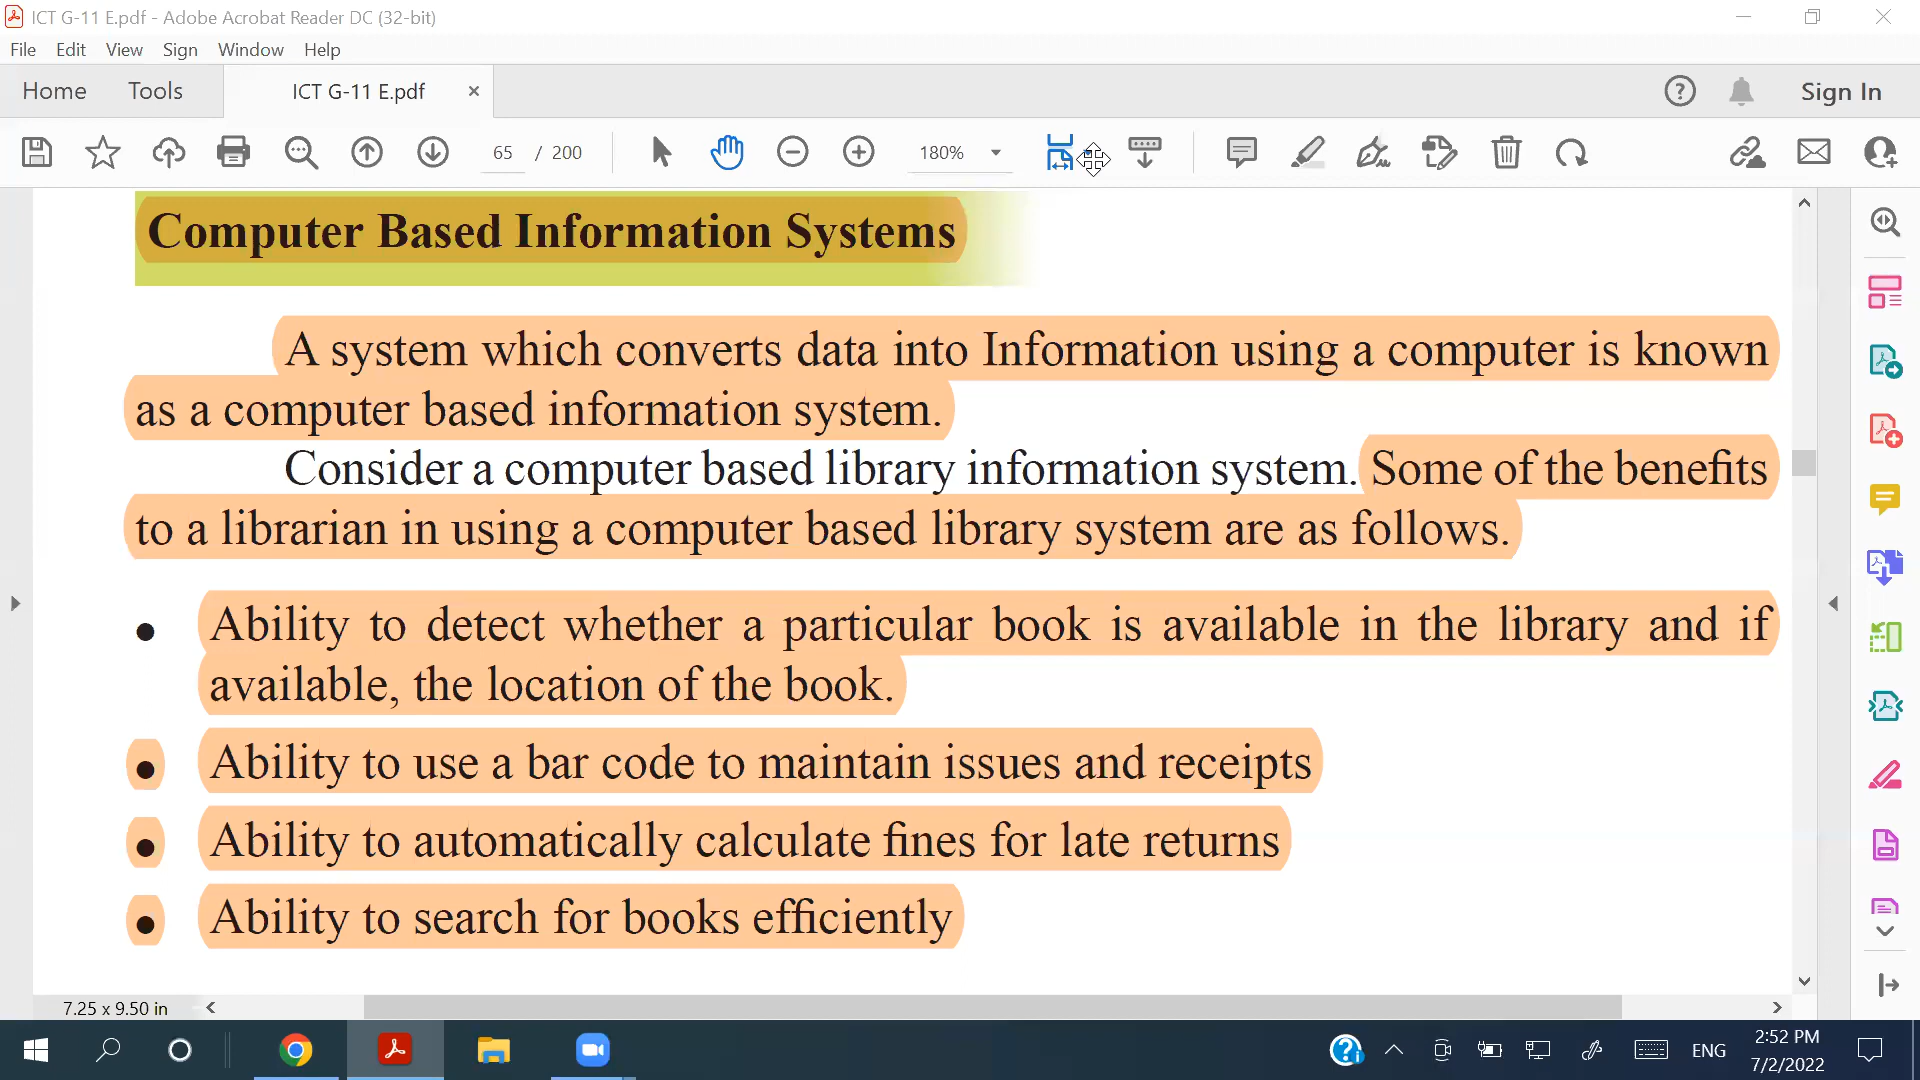 ICT G-11 E.pdf - Adobe Acrobat Reader DC (32-bit)
File Edit View Sign Window Help
Home Tools ICT G-11 E.pdf × Sign In
65 / 200 180%
Computer Based Information Systems
A system which converts data into Information using a computer is known
as a computer based information system.
Consider a computer based library information system. Some of the benefits
to a librarian in using a computer based library system are as follows.
• Ability to detect whether a particular book is available in the library and if
available, the location of the book.
• Ability to use a bar code to maintain issues and receipts
• Ability to automatically calculate fines for late returns
• Ability to search for books efficiently
7.25 x 9.50 in
ENG
2:52 PM
7/2/2022